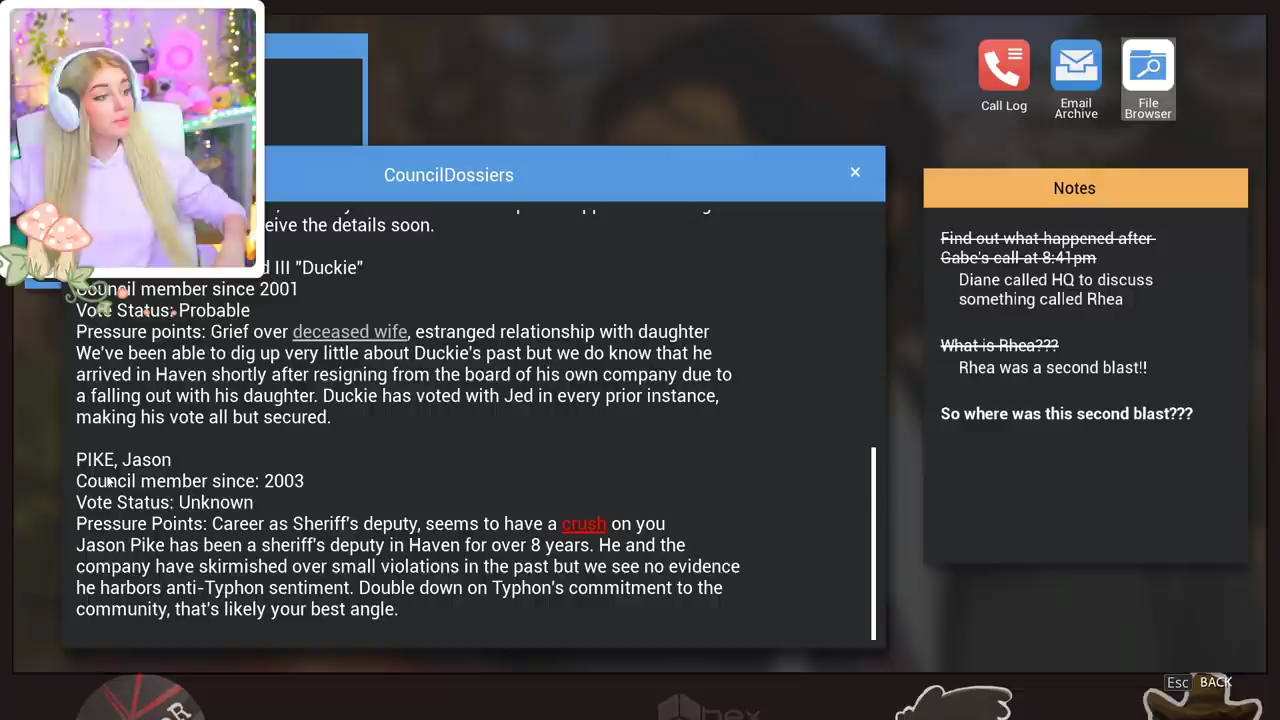 Call Log
Email
Archive
File
Browser
CouncilDossiers
×
Notes
eive the details soon.
III "Duckie"
Council member since 2001
Vote Status: Probable
Pressure points: Grief over deceased wife, estranged relationship with daughter
We've been able to dig up very little about Duckie's past but we do know that he
arrived in Haven shortly after resigning from the board of his own company due to
a falling out with his daughter. Duckie has voted with Jed in every prior instance,
making his vote all but secured.
PIKE, Jason
Council member since: 2003
Vote Status: Unknown
Pressure Points: Career as Sheriff's deputy, seems to have a crush on you
Jason Pike has been a sheriff's deputy in Haven for over 8 years. He and the
company have skirmished over small violations in the past but we see no evidence
he harbors anti-Typhon sentiment. Double down on Typhon's commitment to the
community, that's likely your best angle.
Find out what happened after
Gabe's call at 8:41pm
Diane called HQ to discuss
something called Rhea
What is Rhea???
Rhea was a second blast!!
So where was this second blast???
Esc BACK